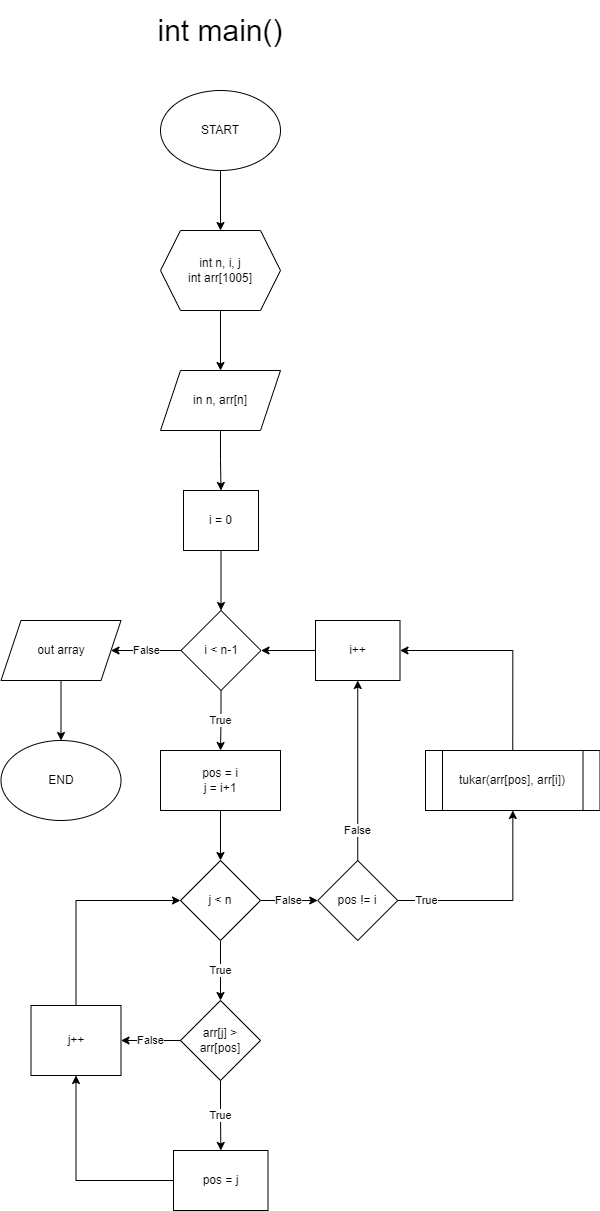 int main()
START
int n, i, j
int arr[1005]
in n, arr[n]
i = 0
out array
False
i < n-1
i++
True
END
pos = i
j = i+1
tukar(arr[pos], arr[i])
False
j < n
False
pos != i
True
True
j++
False
arr[j] >
arr[pos]
True
pos = j